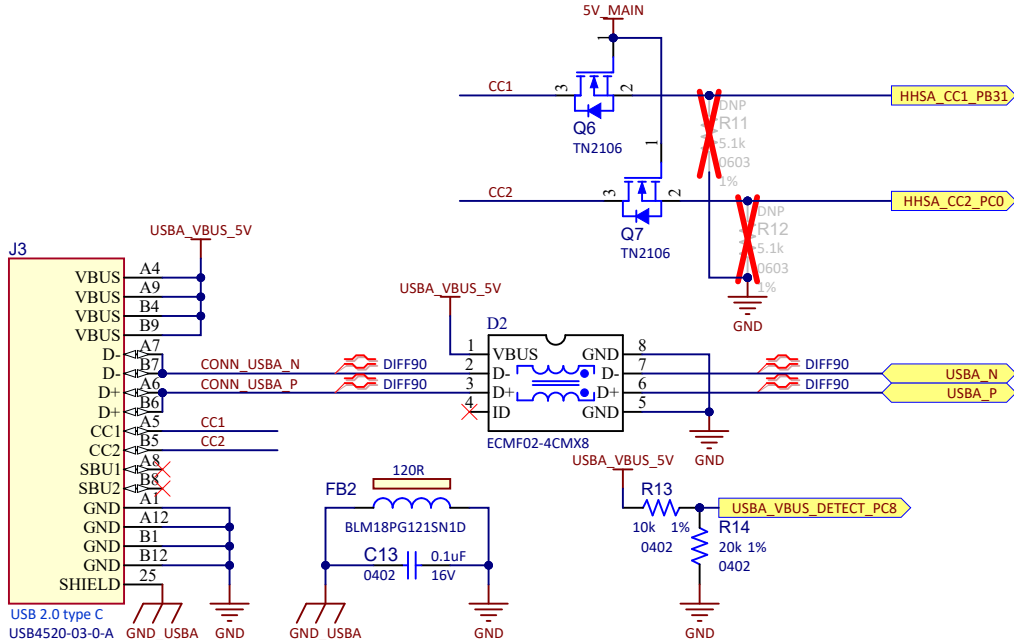 5V_MAIN
1
CC1
3
2
HHSA_CC1_PB31
Q6
TN2106
DNP
R11
5.1k
0603
1%
1
CC2
3
2
HHSA_CC2_PC0
Q7
TN2106
DNP
R12
5.1k
0603
1%
GND
J3
USBA_VBUS_5V
VBUS A4
VBUS A9
VBUS B4
VBUS B9
D- A7
D- B7
D+ A6
D+ B6
CC1 A5 CC1
CC2 B5 CC2
SBU1 A8
SBU2 B8
GND A1
GND A12
GND B1
GND B12
SHIELD 25
USB 2.0 type C
USB4520-03-0-A
GND USBA
GND
CONN_USBA_N DIFF90
CONN_USBA_P DIFF90
USBA_VBUS_5V
D2
1 VBUS GND 8
2 D- D- 7
3 D+ D+ 6
4 ID GND 5
ECMF02-4CMX8
DIFF90 USBA_N
DIFF90 USBA_P
GND
120R
FB2
BLM18PG121SN1D
C13 0.1uF
0402 16V
GND USBA
GND
USBA_VBUS_5V
R13
10k 1%
0402
USBA_VBUS_DETECT_PC8
R14
20k 1%
0402
GND